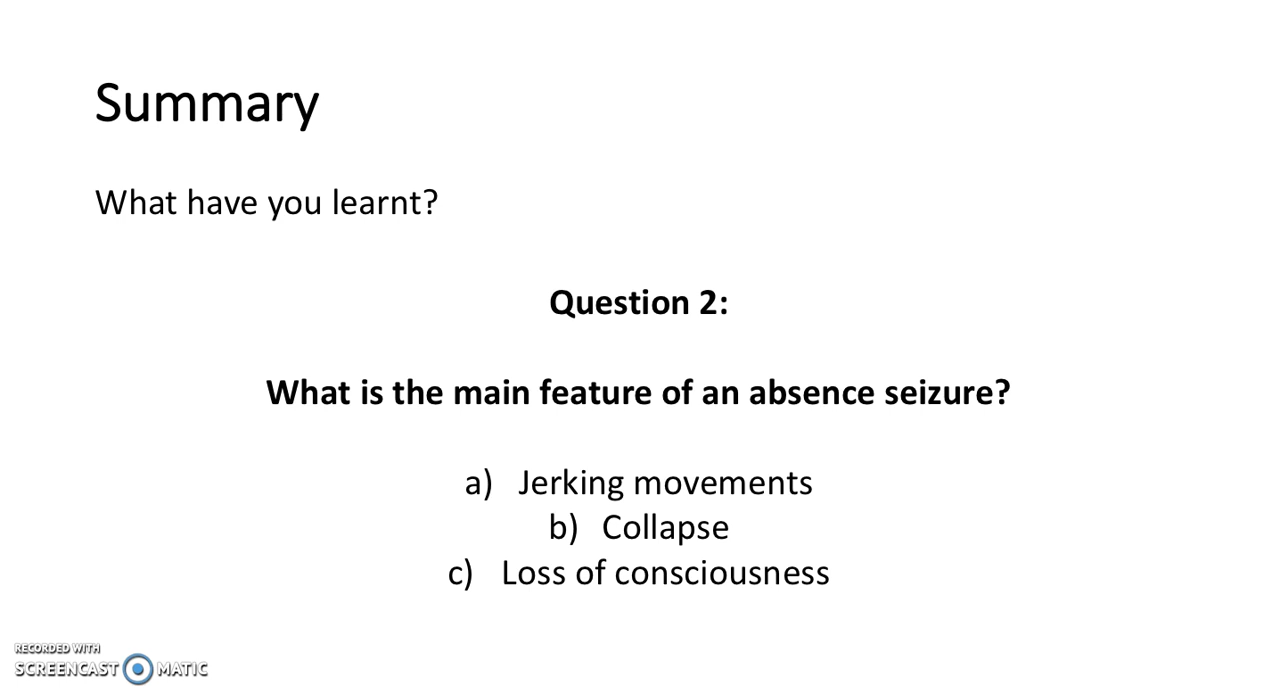 Summary
What have you learnt?
Question 2:
What is the main feature of an absence seizure?
a) Jerking movements
b) Collapse
c) Loss of consciousness
RECORDED WITH
SCREENCAST MATIC